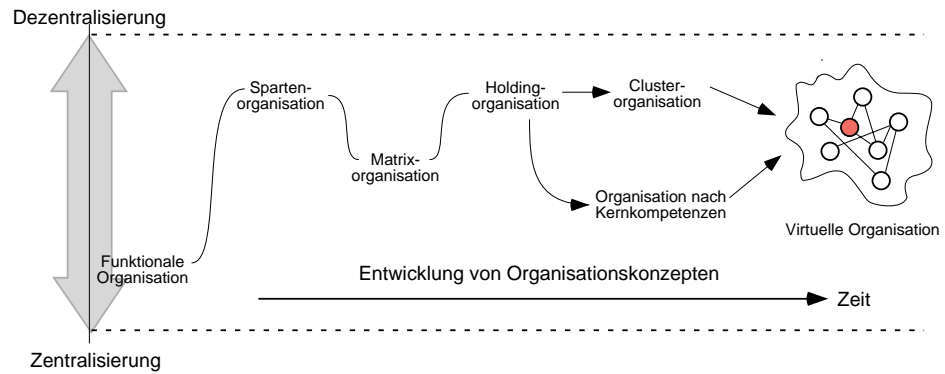 Dezentralisierung
Sparten-
organisation
Holding-
organisation
Cluster-
organisation
Matrix-
organisation
Organisation nach
Kernkompetenzen
Virtuelle Organisation
Funktionale
Organisation
Entwicklung von Organisationskonzepten
Zeit
Zentralisierung